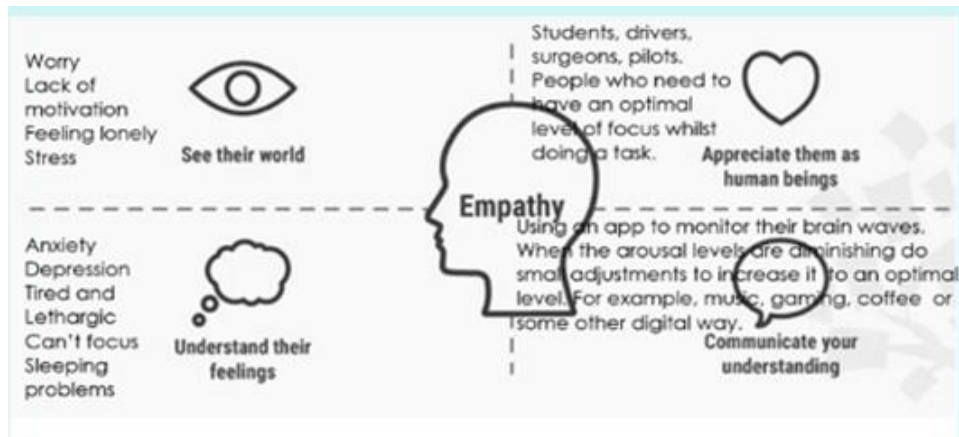 Worry
Lack of
motivation
Feeling lonely
Stress
See their world
Students, drivers,
surgeons, pilots.
People who need to
have an optimal
level of focus whilst
doing a task.
Appreciate them as
human beings
Empathy
Anxiety
Depression
Tired and
Lethargic
Can't focus
Sleeping
problems
Understand their
feelings
Using an app to monitor their brain waves.
When the arousal levels are diminishing do
small adjustments to increase it to an optimal
level. For example, music, gaming, coffee or
some other digital way.
Communicate your
understanding